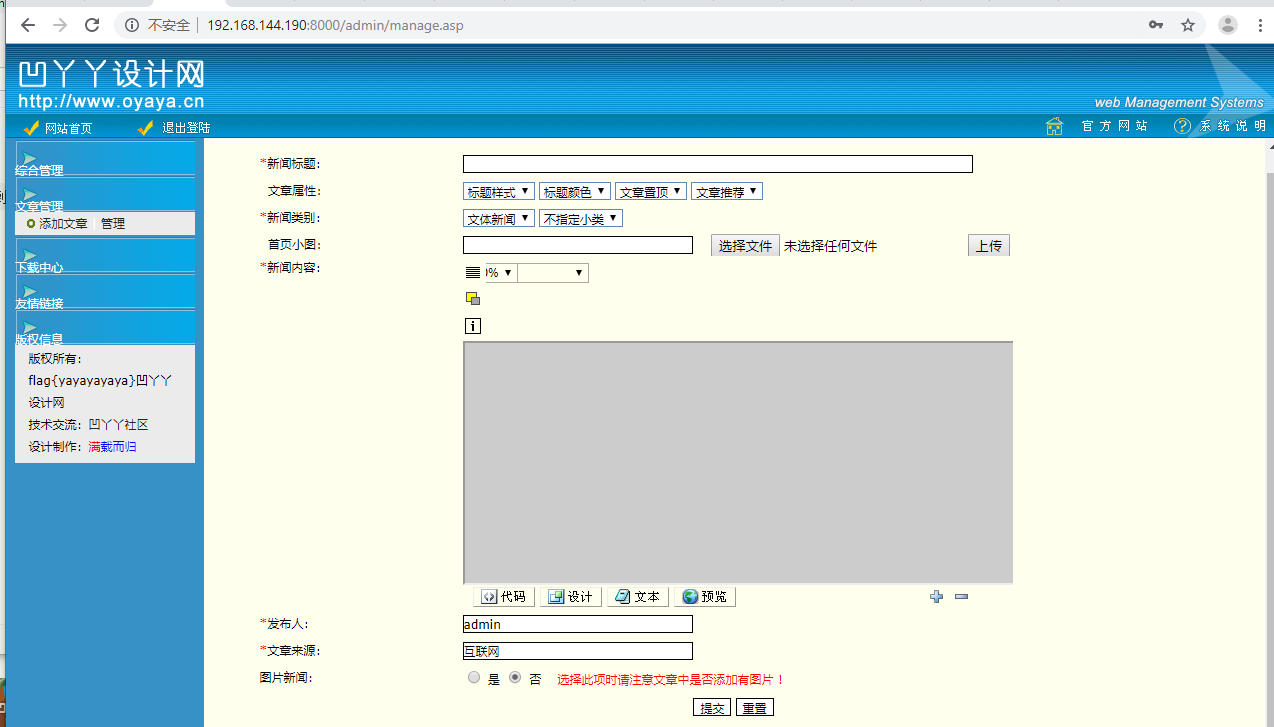 不安全 192.168.144.190:8000/admin/manage.asp
凹丫丫设计网
http://www.oyaya.cn
web Management Systems
网站首页 退出登陆 官方网站 系统说明
综合管理
文章管理
添加文章 管理
下载中心
友情链接
版权信息
版权所有:
flag{yayayayaya}凹丫丫
设计网
技术交流: 凹丫丫社区
设计制作: 满载而归
*新闻标题:
文章属性: 标题样式 标题颜色 文章置顶 文章推荐
*新闻类别: 文体新闻 不指定小类
首页小图: 选择文件 未选择任何文件 上传
*新闻内容: 0%
代码 设计 文本 预览
*发布人: admin
*文章来源: 互联网
图片新闻: 是 否 选择此项时请注意文章中是否添加有图片！
提交 重置